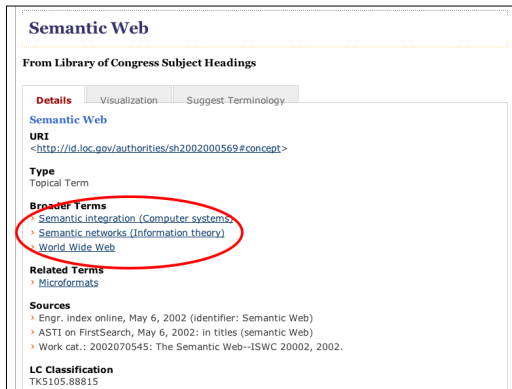 Semantic Web
From Library of Congress Subject Headings
Details Visualization Suggest Terminology
Semantic Web
URI
<http://id.loc.gov/authorities/sh2002000569#concept>
Type
Topical Term
Broader Terms
› Semantic integration (Computer systems)
› Semantic networks (Information theory)
› World Wide Web
Related Terms
› Microformats
Sources
› Engr. index online, May 6, 2002 (identifier: Semantic Web)
› ASTI on FirstSearch, May 6, 2002: in titles (semantic Web)
› Work cat.: 2002070545: The Semantic Web--ISWC 20002, 2002.
LC Classification
TK5105.88815